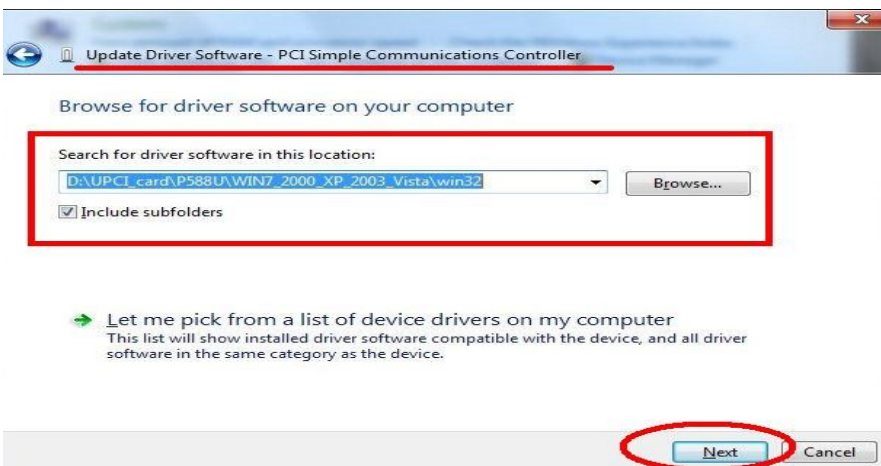 Update Driver Software - PCI Simple Communications Controller
Browse for driver software on your computer
Search for driver software in this location:
D:\UPCI_card\P588U\WIN7_2000_XP_2003_Vista\win32
Browse...
Include subfolders
Let me pick from a list of device drivers on my computer
This list will show installed driver software compatible with the device, and all driver
software in the same category as the device.
Next
Cancel